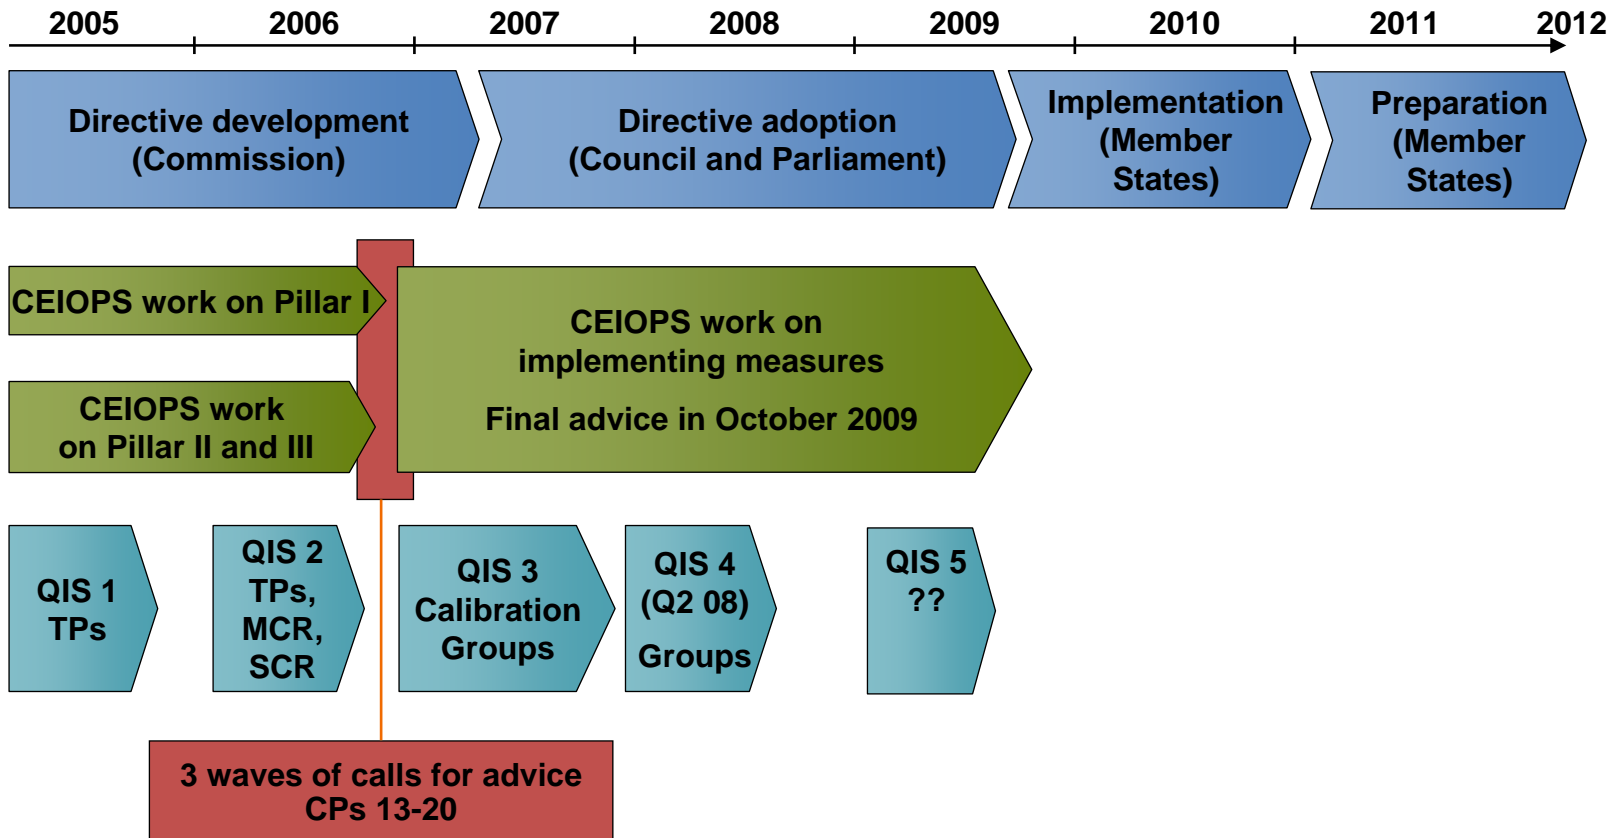 2005 2006 2007 2008 2009 2010 2011 2012
Directive development
(Commission)
Directive adoption
(Council and Parliament)
Implementation
(Member
States)
Preparation
(Member
States)
CEIOPS work on Pillar I
CEIOPS work
on Pillar II and III
CEIOPS work on
implementing measures
Final advice in October 2009
QIS 1
TPs
QIS 2
TPs,
MCR,
SCR
QIS 3
Calibration
Groups
QIS 4
(Q2 08)
Groups
QIS 5
??
3 waves of calls for advice
CPs 13-20